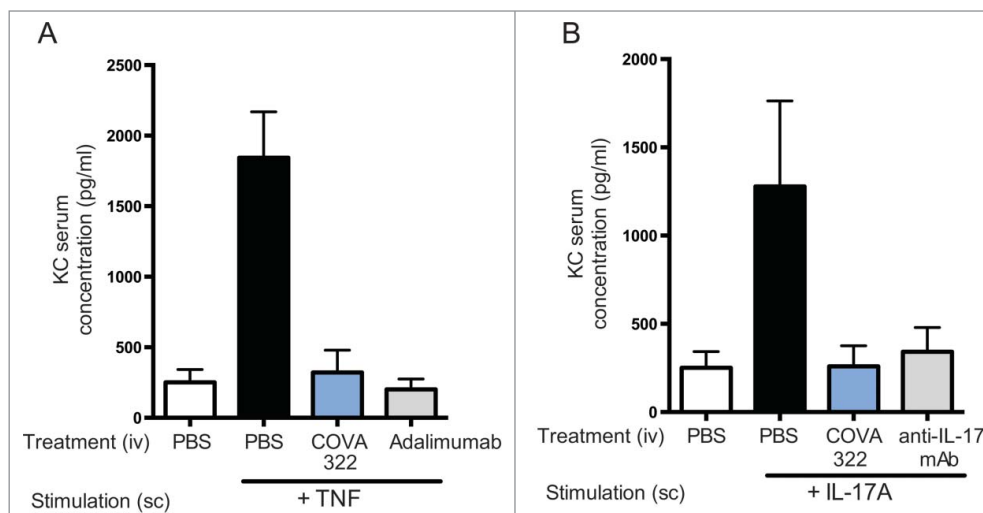 A
KC serum
concentration (pg/ml)
2500
2000
1500
1000
500
0
Treatment (iv) PBS PBS COVA 322 Adalimumab
Stimulation (sc) + TNF
B
KC serum
concentration (pg/ml)
2000
1500
1000
500
0
Treatment (iv) PBS PBS COVA 322 anti-IL-17 mAb
Stimulation (sc) + IL-17A